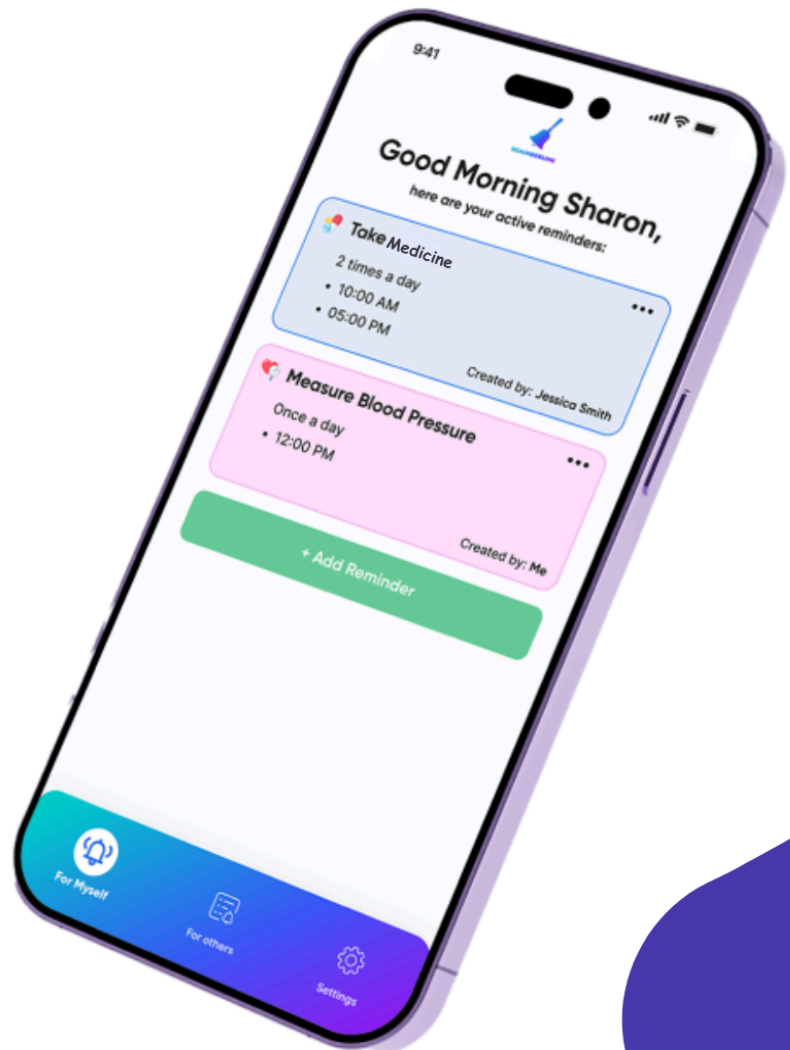 9:41
Good Morning Sharon,
here are your active reminders:
Take Medicine
2 times a day
• 10:00 AM
• 05:00 PM
Created by: Jessica Smith
Measure Blood Pressure
Once a day
• 12:00 PM
Created by: Me
+ Add Reminder
For Myself
For others
Settings